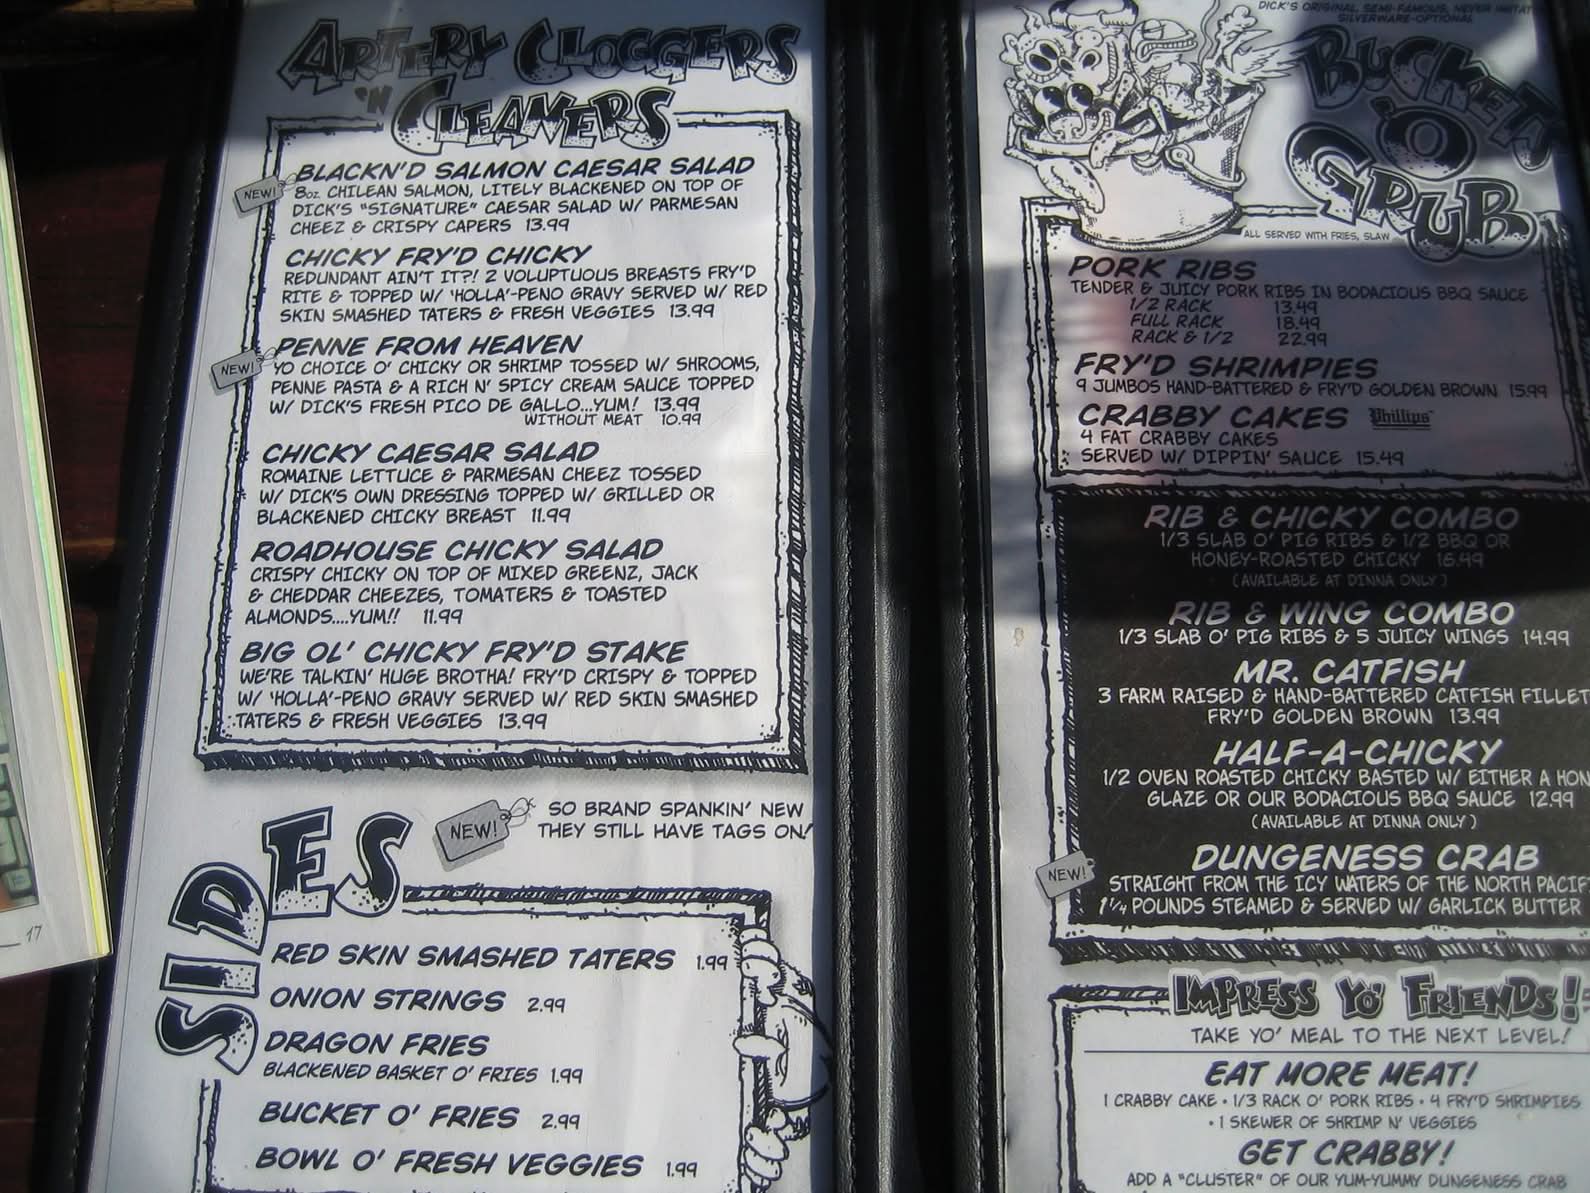 ARTERY CLOGGERS
'N CLEANERS
NEW!
BLACKN'D SALMON CAESAR SALAD
8oz. CHILEAN SALMON, LITELY BLACKENED ON TOP OF
DICK'S "SIGNATURE" CAESAR SALAD W/ PARMESAN
CHEEZ & CRISPY CAPERS 13.99
CHICKY FRY'D CHICKY
REDUNDANT AIN'T IT?! 2 VOLUPTUOUS BREASTS FRY'D
RITE & TOPPED W/ 'HOLLA'-PENO GRAVY SERVED W/ RED
SKIN SMASHED TATERS & FRESH VEGGIES 13.99
NEW!
PENNE FROM HEAVEN
YO CHOICE O' CHICKY OR SHRIMP TOSSED W/ SHROOMS,
PENNE PASTA & A RICH N' SPICY CREAM SAUCE TOPPED
W/ DICK'S FRESH PICO DE GALLO...YUM! 13.99
WITHOUT MEAT 10.99
CHICKY CAESAR SALAD
ROMAINE LETTUCE & PARMESAN CHEEZ TOSSED
W/ DICK'S OWN DRESSING TOPPED W/ GRILLED OR
BLACKENED CHICKY BREAST 11.99
ROADHOUSE CHICKY SALAD
CRISPY CHICKY ON TOP OF MIXED GREENZ, JACK
& CHEDDAR CHEEZES, TOMATERS & TOASTED
ALMONDS....YUM!! 11.99
BIG OL' CHICKY FRY'D STAKE
WE'RE TALKIN' HUGE BROTHA! FRY'D CRISPY & TOPPED
W/ 'HOLLA'-PENO GRAVY SERVED W/ RED SKIN SMASHED
TATERS & FRESH VEGGIES 13.99
NEW!
SO BRAND SPANKIN' NEW
THEY STILL HAVE TAGS ON!
SIDES
RED SKIN SMASHED TATERS 1.99
ONION STRINGS 2.99
DRAGON FRIES
BLACKENED BASKET O' FRIES 1.99
BUCKET O' FRIES 2.99
BOWL O' FRESH VEGGIES 1.99
17
DICK'S ORIGINAL, SEMI-FAMOUS, NEVER IMITAT
SILVERWARE-OPTIONAL
BUCKETS
O
GRUB
ALL SERVED WITH FRIES, SLAW
PORK RIBS
TENDER & JUICY PORK RIBS IN BODACIOUS BBQ SAUCE
1/2 RACK 13.49
FULL RACK 18.49
RACK & 1/2 22.99
FRY'D SHRIMPIES
9 JUMBOS HAND-BATTERED & FRY'D GOLDEN BROWN 15.99
CRABBY CAKES Phillips
4 FAT CRABBY CAKES
SERVED W/ DIPPIN' SAUCE 15.49
RIB & CHICKY COMBO
1/3 SLAB O' PIG RIBS & 1/2 BBQ OR
HONEY-ROASTED CHICKY 16.49
(AVAILABLE AT DINNA ONLY)
RIB & WING COMBO
1/3 SLAB O' PIG RIBS & 5 JUICY WINGS 14.99
MR. CATFISH
3 FARM RAISED & HAND-BATTERED CATFISH FILLET
FRY'D GOLDEN BROWN 13.99
HALF-A-CHICKY
1/2 OVEN ROASTED CHICKY BASTED W/ EITHER A HON
GLAZE OR OUR BODACIOUS BBQ SAUCE 12.99
(AVAILABLE AT DINNA ONLY)
NEW!
DUNGENESS CRAB
STRAIGHT FROM THE ICY WATERS OF THE NORTH PACIF
1 1/4 POUNDS STEAMED & SERVED W/ GARLICK BUTTER
IMPRESS YO' FRIENDS!
TAKE YO' MEAL TO THE NEXT LEVEL!
EAT MORE MEAT!
1 CRABBY CAKE • 1/3 RACK O' PORK RIBS • 4 FRY'D SHRIMPIES
• 1 SKEWER OF SHRIMP N' VEGGIES
GET CRABBY!
ADD A "CLUSTER" OF OUR YUM-YUMMY DUNGENESS CRAB